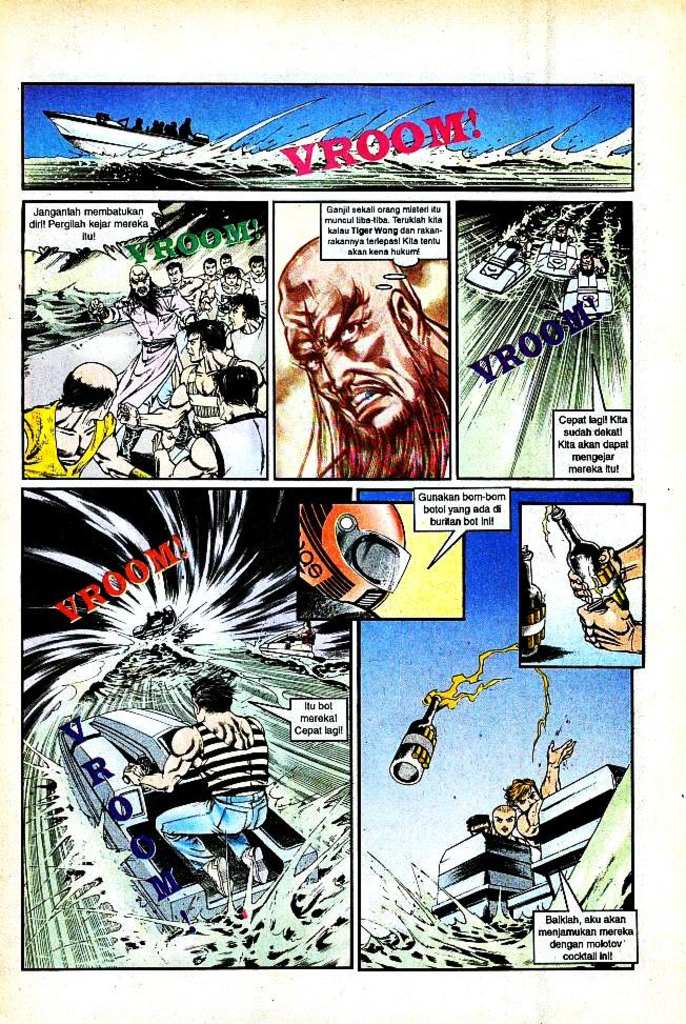 VROOM!
Janganlah membatukan
diri! Pergilah kejar mereka
itu!
VROOM!
Ganjil sekali orang misteri itu
muncul tiba-tiba. Teruklah kita
kalau Tiger Wong dan rakan-
rakannya terlepas! Kita tentu
akan kena hukum!
VROOM!
Cepat lagi! Kita
sudah dekat!
Kita akan dapat
mengejar
mereka itu!
VROOM!
Itu bot
mereka!
Cepat lagi!
VROOM!
Gunakan bom-bom
botol yang ada di
buritan bot ini!
Baiklah, aku akan
menjamukan mereka
dengan molotov
cocktail ini!